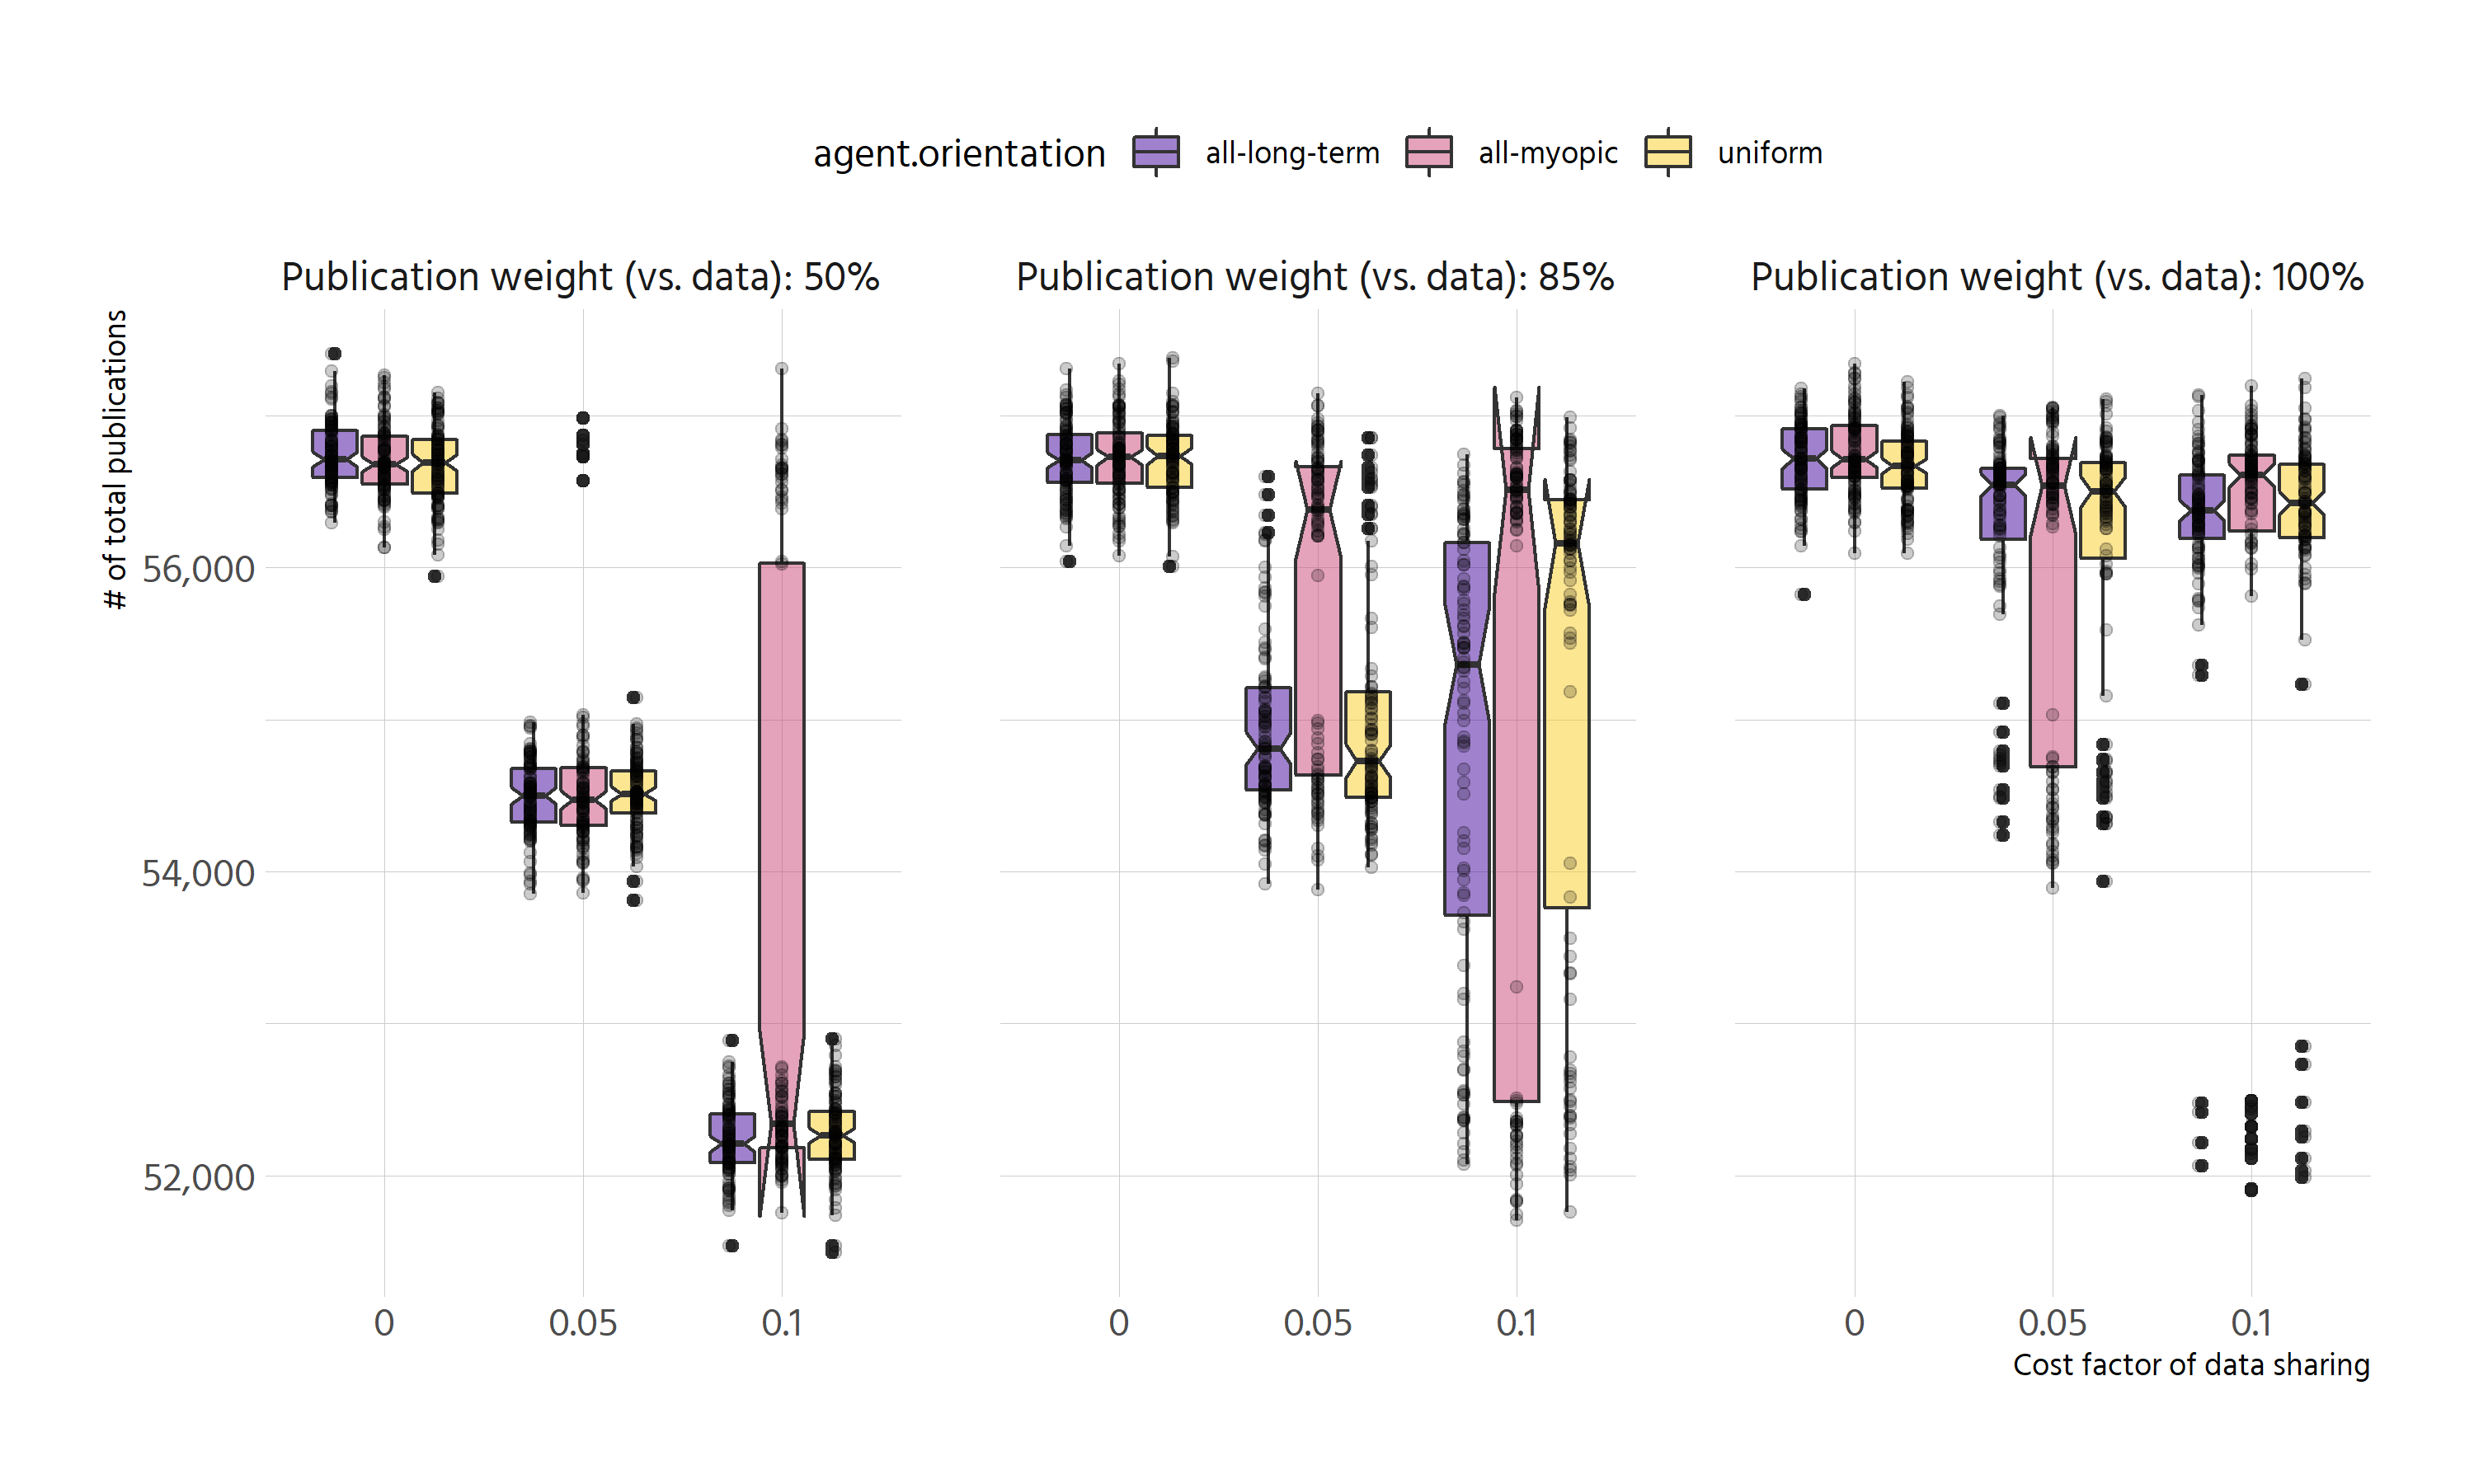 agent.orientation all-long-term all-myopic uniform
Publication weight (vs. data): 50% Publication weight (vs. data): 85% Publication weight (vs. data): 100%
# of total publications
56,000
54,000
52,000
0 0.05 0.1 0 0.05 0.1 0 0.05 0.1
Cost factor of data sharing